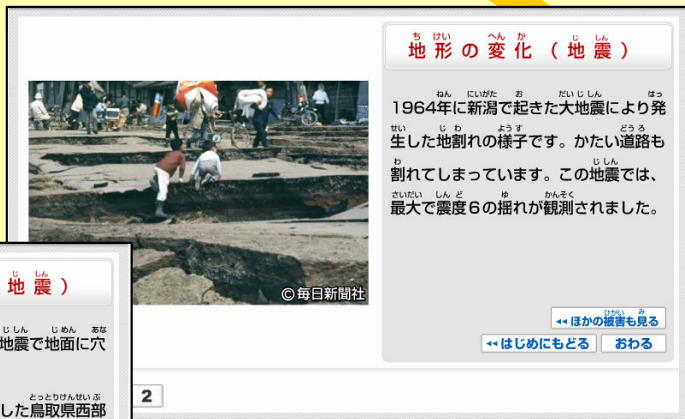 地形の変化（地震）
1964年に新潟で起きた大地震により発
生した地割れの様子です。かたい道路も
割れてしまっています。この地震では、
最大で震度6の揺れが観測されました。
©毎日新聞社
◂◂ほかの被害も見る
◂◂はじめにもどる おわる
2
地震）
地震で地面に穴
した鳥取県西部